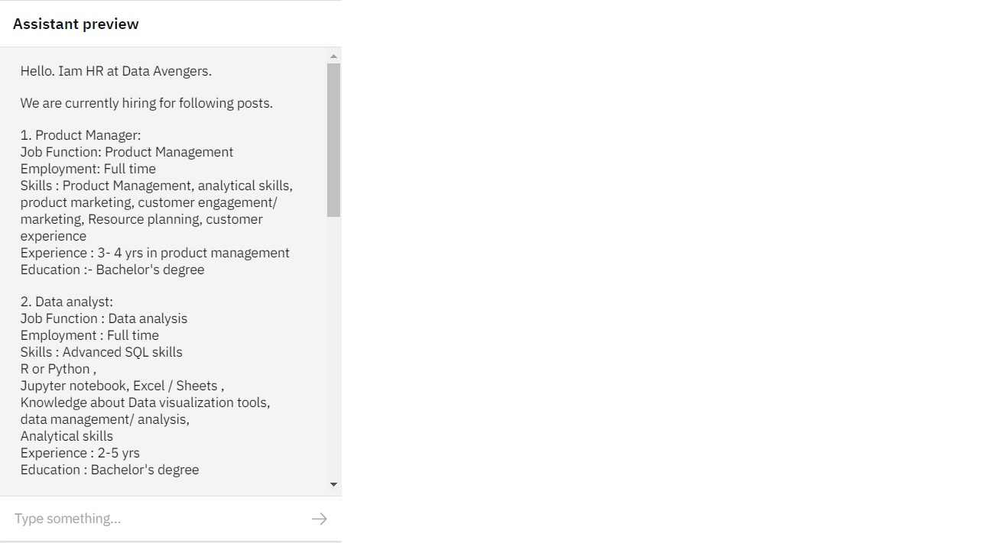 Assistant preview
Hello. Iam HR at Data Avengers.
We are currently hiring for following posts.
1. Product Manager:
Job Function: Product Management
Employment: Full time
Skills : Product Management, analytical skills,
product marketing, customer engagement/
marketing, Resource planning, customer
experience
Experience : 3- 4 yrs in product management
Education :- Bachelor's degree
2. Data analyst:
Job Function : Data analysis
Employment : Full time
Skills : Advanced SQL skills
R or Python ,
Jupyter notebook, Excel / Sheets ,
Knowledge about Data visualization tools,
data management/ analysis,
Analytical skills
Experience : 2-5 yrs
Education : Bachelor's degree
Type something...